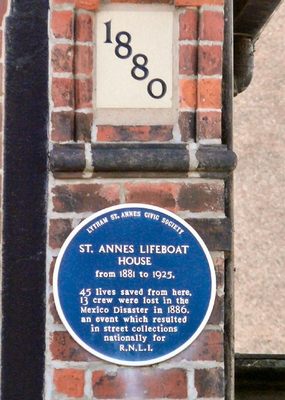 1880
LYTHAM ST. ANNES CIVIC SOCIETY
ST. ANNES LIFEBOAT
HOUSE
from 1881 to 1925.
45 lives saved from here,
13 crew were lost in the
Mexico Disaster in 1886,
an event which resulted
in street collections
nationally for
R.N.L.I.